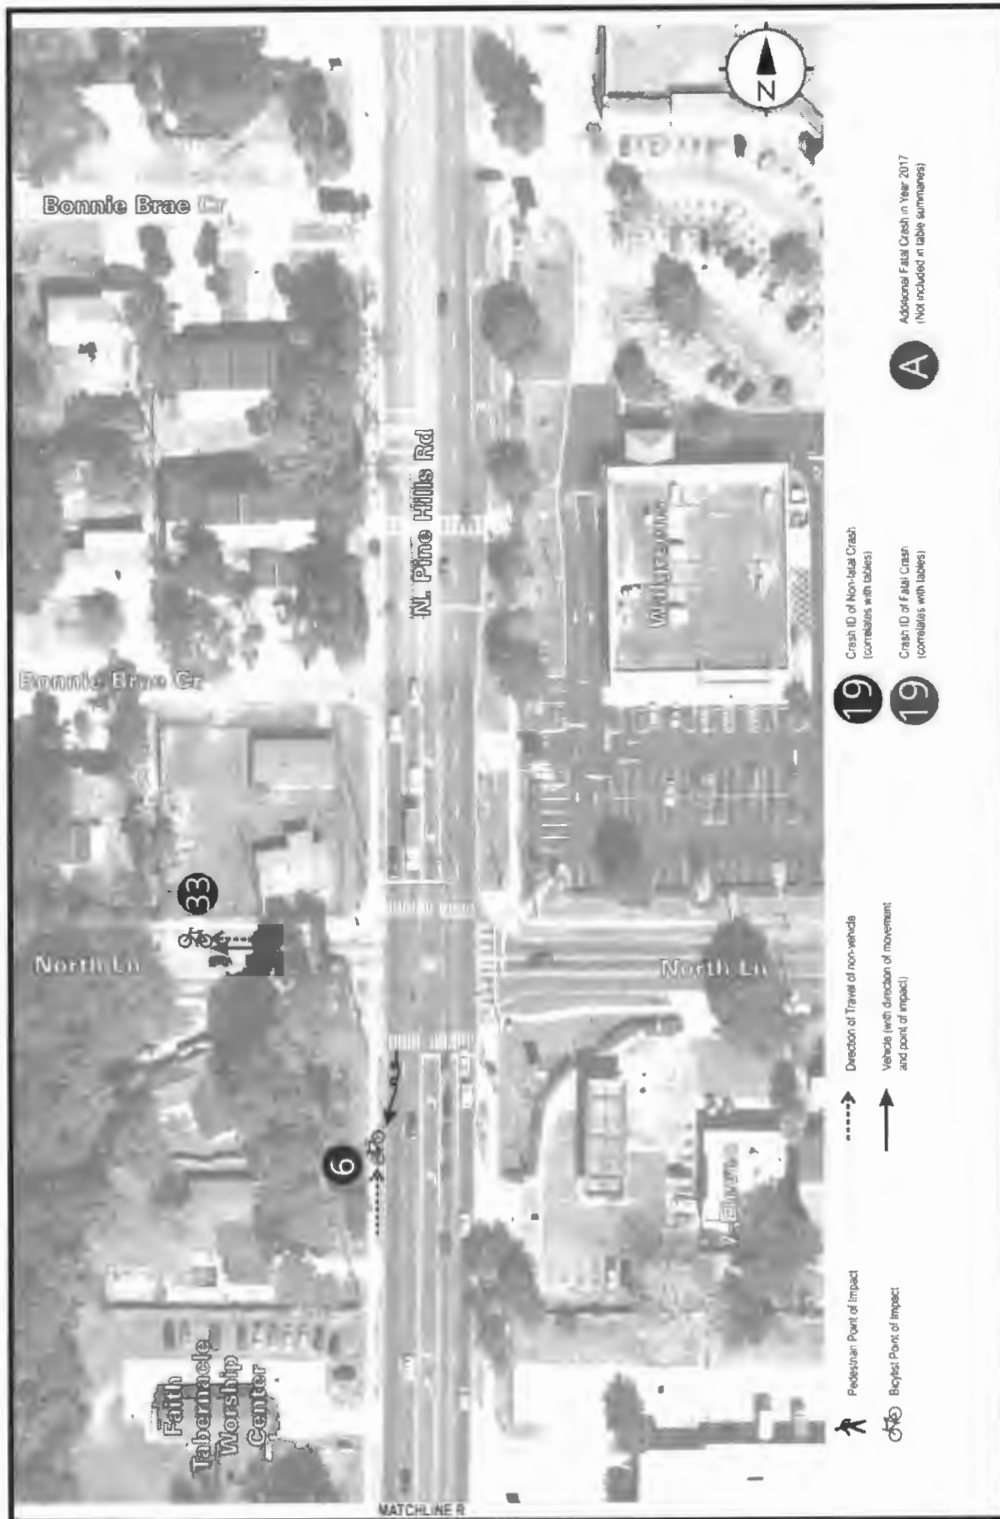 Bonnie Brae Cr
N
N. Pine Hills Rd
Walgreens
Bonnie Brae Cr
33
North Ln
North Ln
6
7-Eleven
Faith
Tabernacle
Worship
Center
MATCHLINE R
Pedestrian Point of Impact
Bicyclist Point of Impact
Direction of Travel of non-vehicle
Vehicle (with direction of movement
and point of impact)
19
Crash ID of Non-fatal Crash
(correlates with tables)
19
Crash ID of Fatal Crash
(correlates with tables)
A
Additional Fatal Crash in Year 2017
(Not included in table summaries)